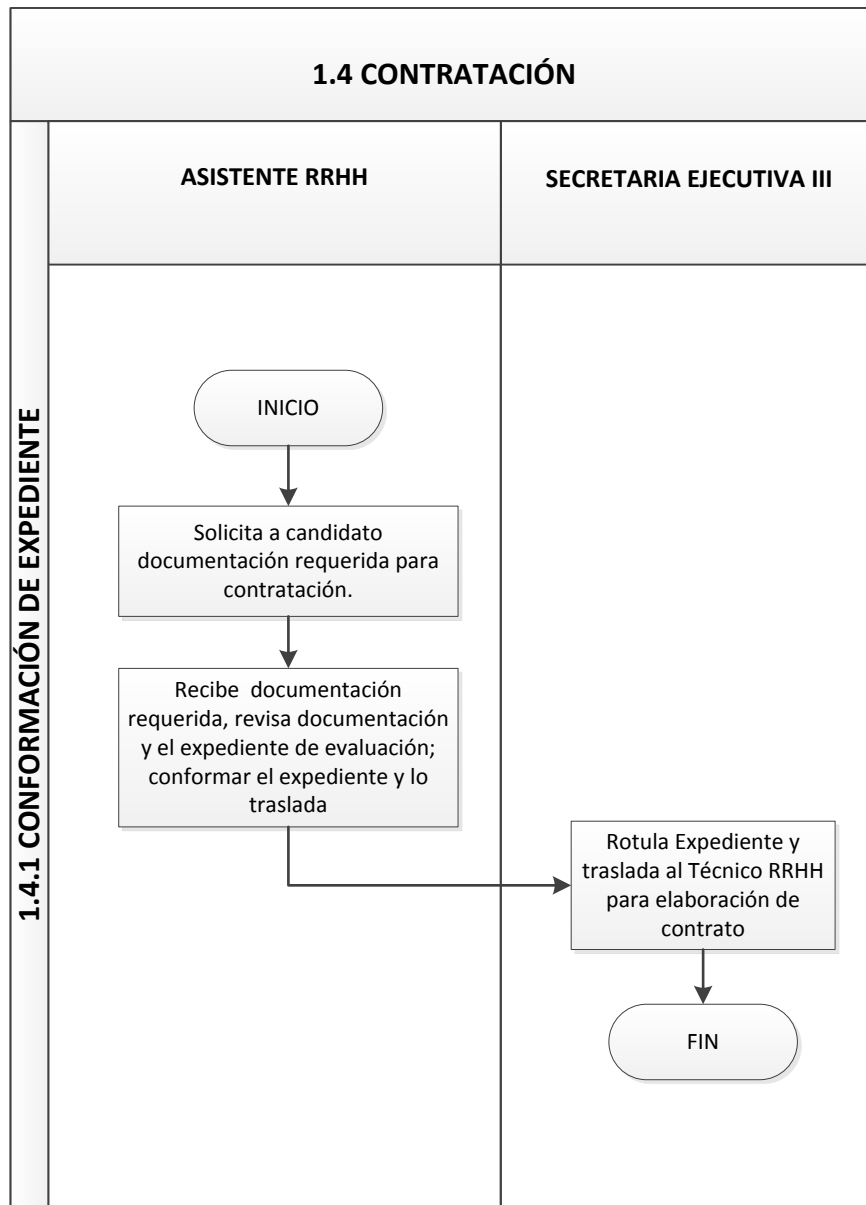 1.4 CONTRATACIÓN
ASISTENTE RRHH
SECRETARIA EJECUTIVA III
1.4.1 CONFORMACIÓN DE EXPEDIENTE
INICIO
Solicita a candidato
documentación requerida para
contratación.
Recibe  documentación
requerida, revisa documentación
y el expediente de evaluación;
conformar el expediente y lo
traslada
Rotula Expediente y
traslada al Técnico RRHH
para elaboración de
contrato
FIN